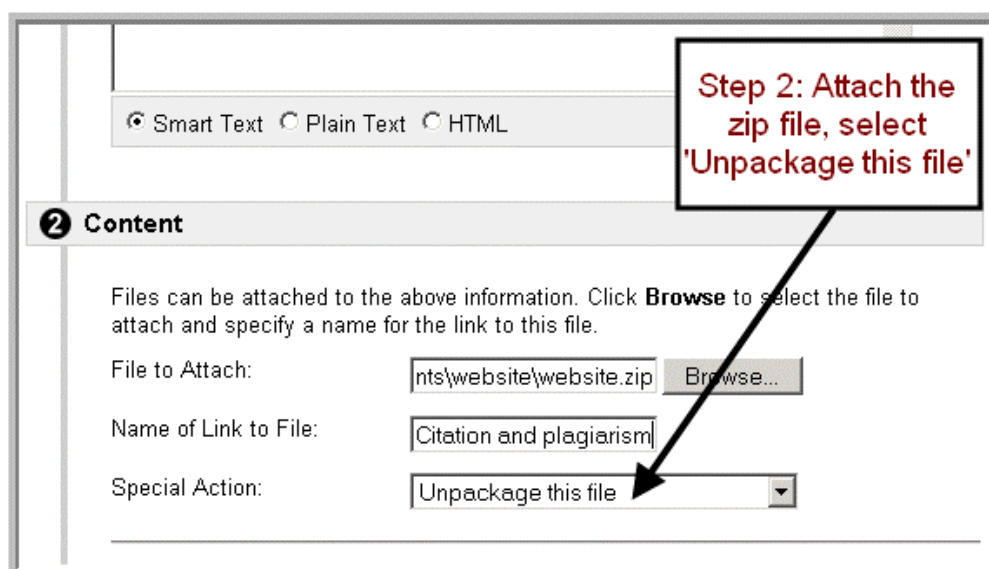 Step 2: Attach the
zip file, select
'Unpackage this file'
Smart Text Plain Text HTML
2 Content
Files can be attached to the above information. Click Browse to select the file to
attach and specify a name for the link to this file.
File to Attach: nts\website\website.zip Browse...
Name of Link to File: Citation and plagiarism
Special Action: Unpackage this file